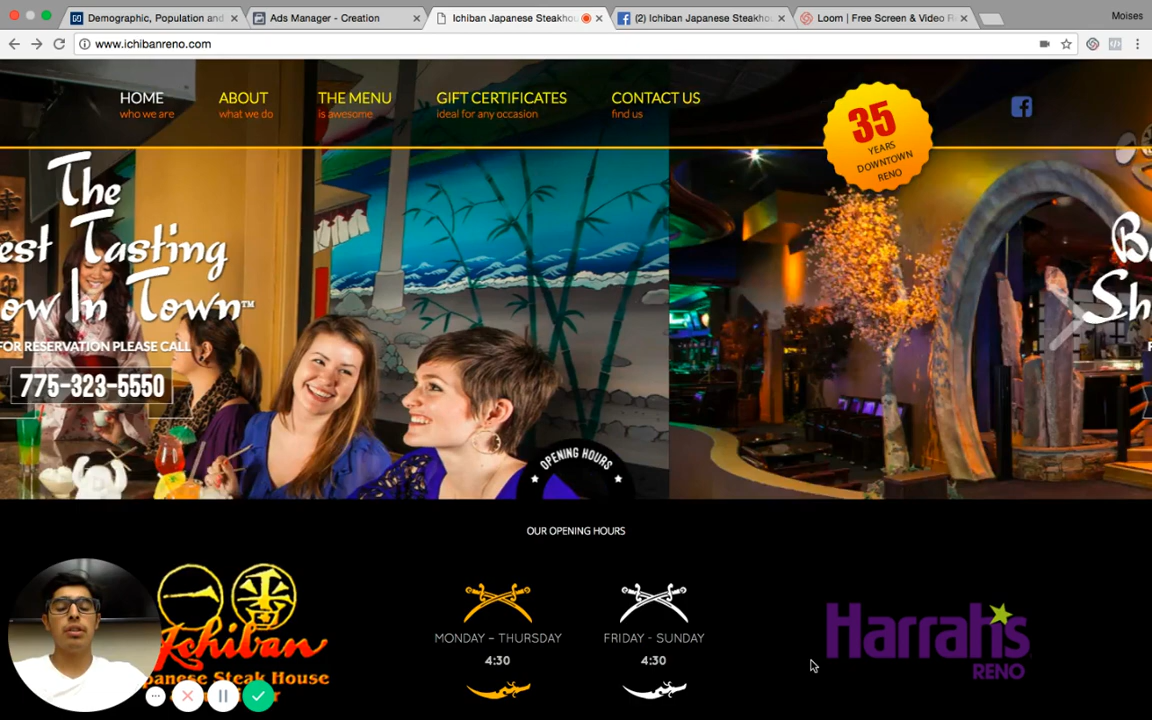 Demographic, Population and
Ads Manager - Creation
Ichiban Japanese Steakhou
(2) Ichiban Japanese Steakhou
Loom | Free Screen & Video R
Moises
www.ichibanreno.com
HOME
who we are
ABOUT
what we do
THE MENU
is awesome
GIFT CERTIFICATES
ideal for any occasion
CONTACT US
find us
35
YEARS
DOWNTOWN
RENO
The
est Tasting
ow In Town™
FOR RESERVATION PLEASE CALL
775-323-5550
B
Sh
OPENING HOURS
OUR OPENING HOURS
MONDAY – THURSDAY
4:30
FRIDAY - SUNDAY
4:30
Ichiban
panese Steak House
Harrah's
RENO